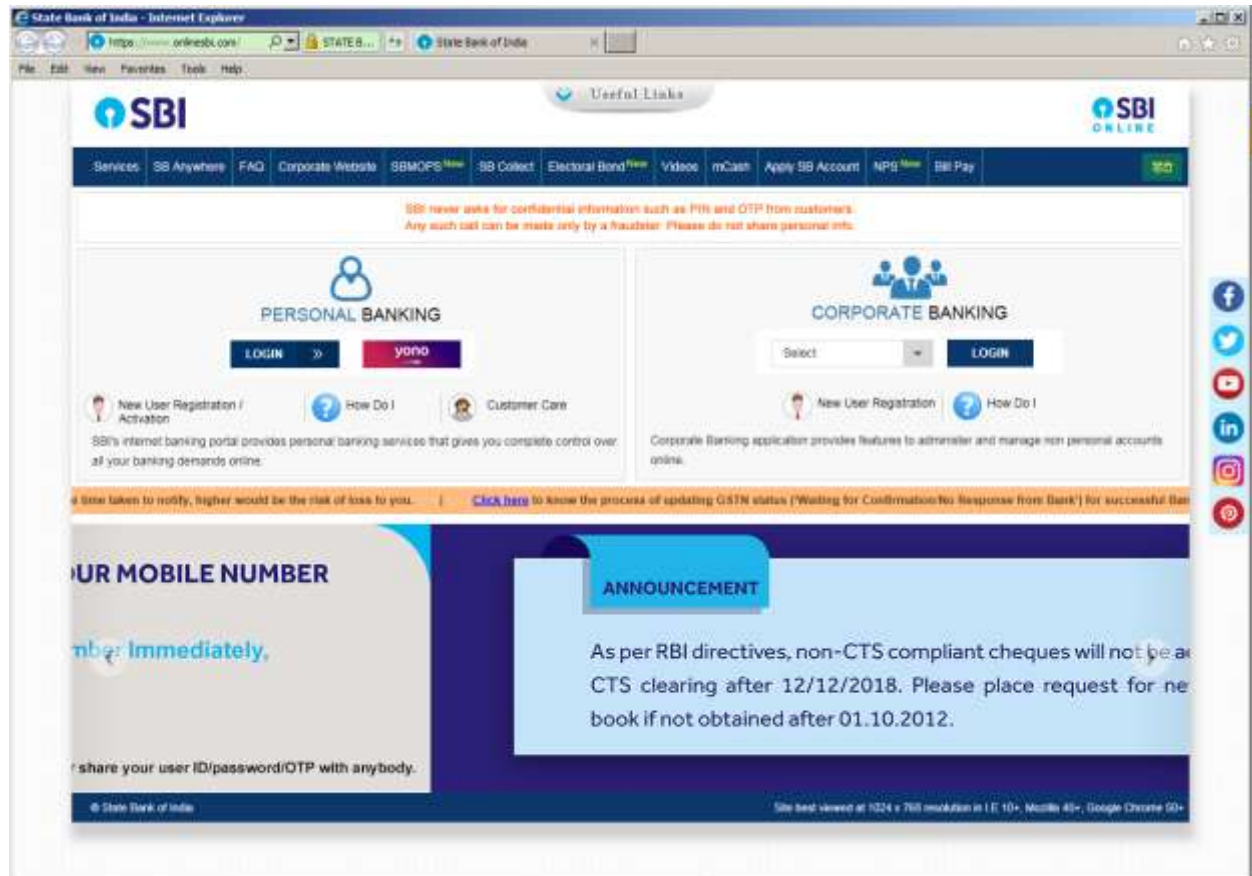 State Bank of India - Internet Explorer
https://www.onlinesbi.com/ STATE B... State Bank of India
File Edit View Favorites Tools Help
Useful Links
SBI
SBI
ONLINE
Services SB Anywhere FAQ Corporate Website SBMOPS New SB Collect Electoral Bond New Videos mCash Apply SB Account NPS New Bill Pay
SBI never asks for confidential information such as PIN and OTP from customers.
Any such call can be made only by a fraudster. Please do not share personal info.
PERSONAL BANKING
LOGIN »
yono
New User Registration /
Activation
How Do I
Customer Care
SBI's internet banking portal provides personal banking services that gives you complete control over
all your banking demands online.
CORPORATE BANKING
Select
LOGIN
New User Registration
How Do I
Corporate Banking application provides features to administer and manage non personal accounts
online.
time taken to notify, higher would be the risk of loss to you. | Click here to know the process of updating GSTN status ('Waiting for Confirmation/No Response from Bank') for successful
UR MOBILE NUMBER
mber Immediately,
share your user ID/password/OTP with anybody.
ANNOUNCEMENT
As per RBI directives, non-CTS compliant cheques will not be
CTS clearing after 12/12/2018. Please place request for
book if not obtained after 01.10.2012.
© State Bank of India
Site best viewed at 1024 x 768 resolution in I.E 10+, Mozilla 45+, Google Chrome 50+